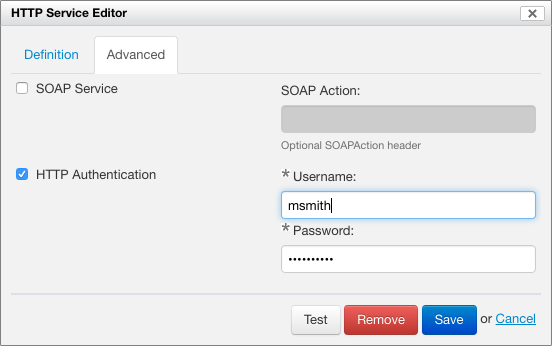 HTTP Service Editor
Definition Advanced
SOAP Service SOAP Action:
Optional SOAPAction header
HTTP Authentication * Username:
msmith
* Password:
••••••••••
Test Remove Save or Cancel